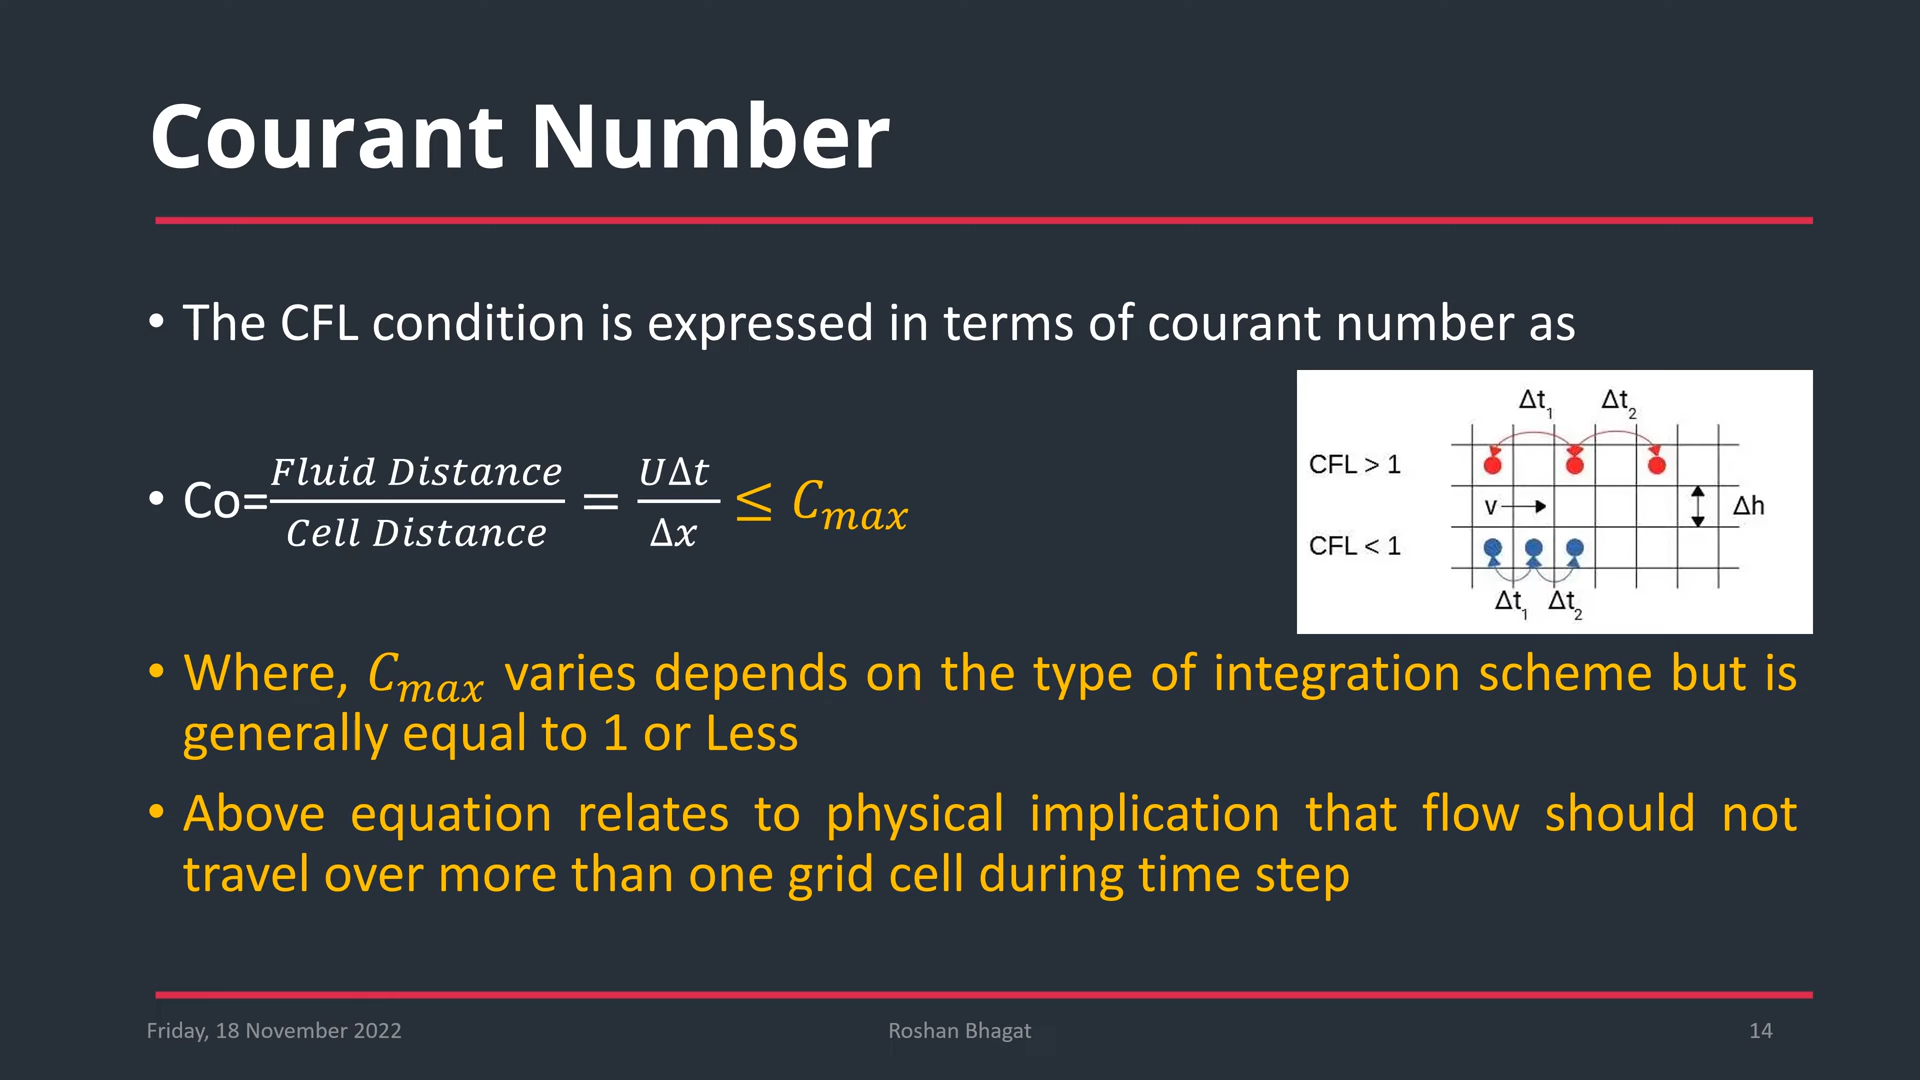 Courant Number
• The CFL condition is expressed in terms of courant number as
• Co=Fluid Distance/Cell Distance = UΔt/Δx ≤ C_max
Δt1 Δt2
CFL > 1
v Δh
CFL < 1
Δt1 Δt2
• Where, C_max varies depends on the type of integration scheme but is
generally equal to 1 or Less
• Above equation relates to physical implication that flow should not
travel over more than one grid cell during time step
Friday, 18 November 2022 Roshan Bhagat 14